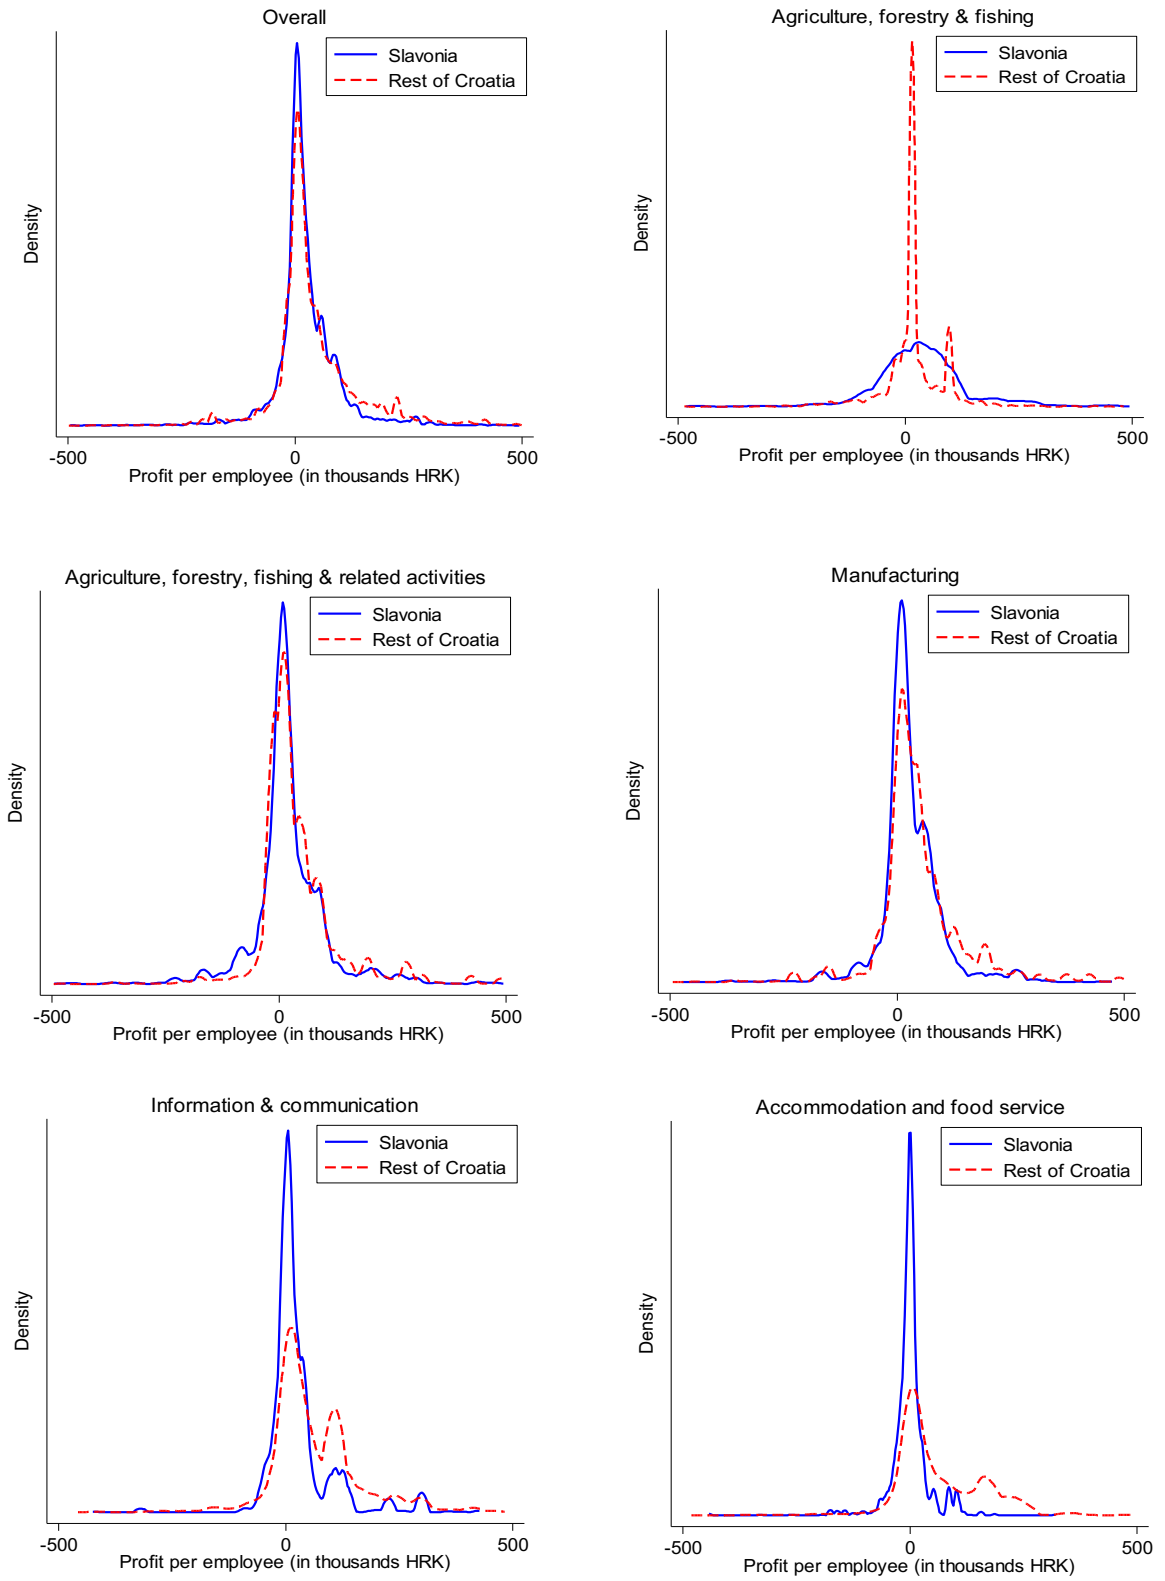 Overall
Slavonia
Rest of Croatia
Density
-500
0
500
Profit per employee (in thousands HRK)
Agriculture, forestry & fishing
Slavonia
Rest of Croatia
Density
-500
0
500
Profit per employee (in thousands HRK)
Agriculture, forestry, fishing & related activities
Slavonia
Rest of Croatia
Density
-500
0
500
Profit per employee (in thousands HRK)
Manufacturing
Slavonia
Rest of Croatia
Density
-500
0
500
Profit per employee (in thousands HRK)
Information & communication
Slavonia
Rest of Croatia
Density
-500
0
500
Profit per employee (in thousands HRK)
Accommodation and food service
Slavonia
Rest of Croatia
Density
-500
0
500
Profit per employee (in thousands HRK)